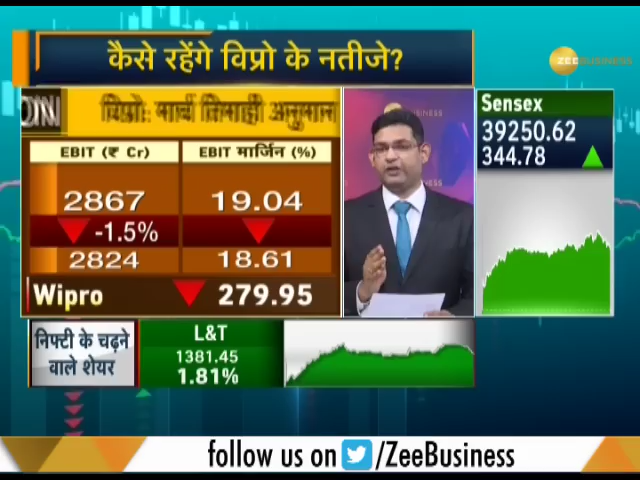 कैसे रहेंगे विप्रो के नतीजे?
ZEE BUSINESS
विप्रो: मार्च तिमाही अनुमान
EBIT (₹ Cr)
EBIT मार्जिन (%)
2867
19.04
-1.5%
2824
18.61
Wipro
279.95
BUSINESS
Sensex
39250.62
344.78
निफ्टी के चढ़ने
वाले शेयर
L&T
1381.45
1.81%
follow us on /ZeeBusiness